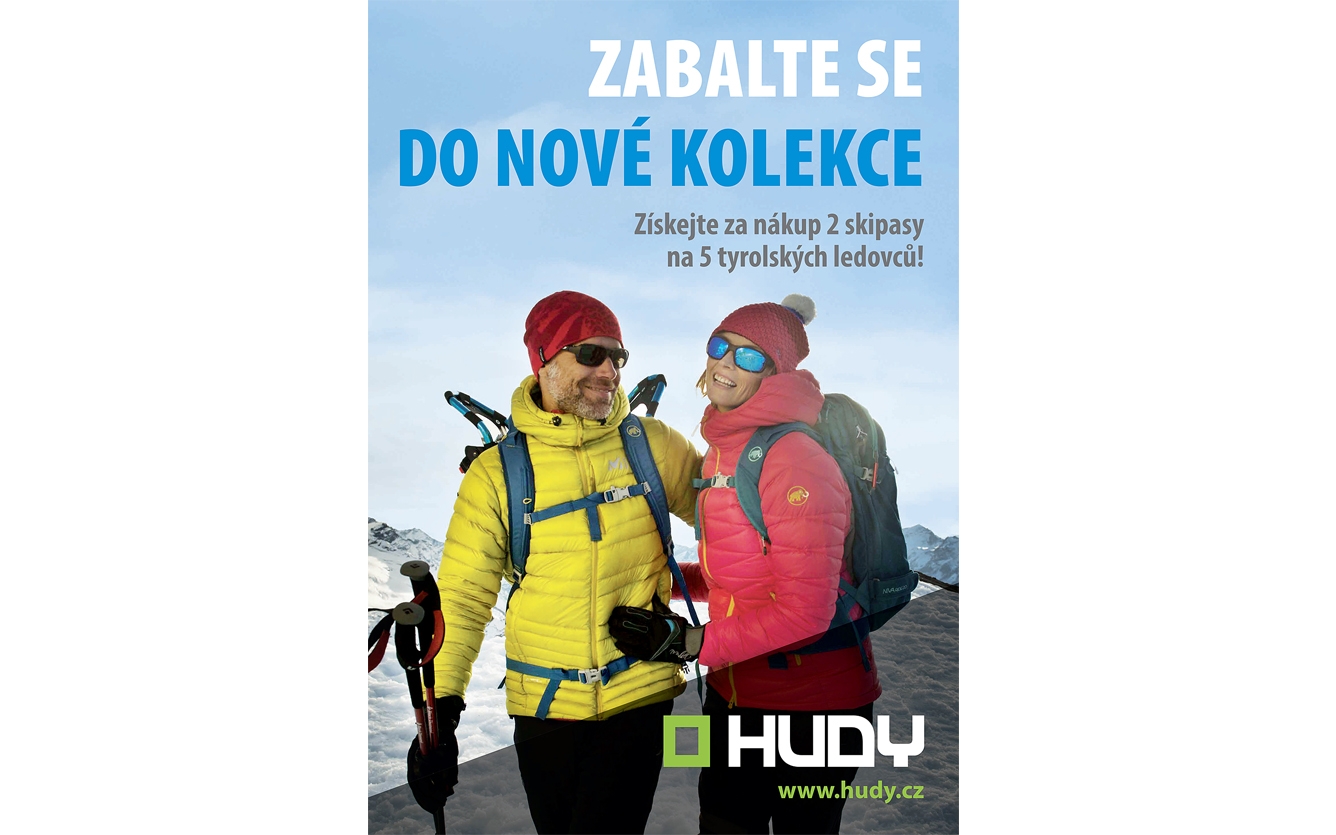 ZABALTE SE
DO NOVÉ KOLEKCE
Získejte za nákup 2 skipasy
na 5 tyrolských ledovců!
HUDY
www.hudy.cz